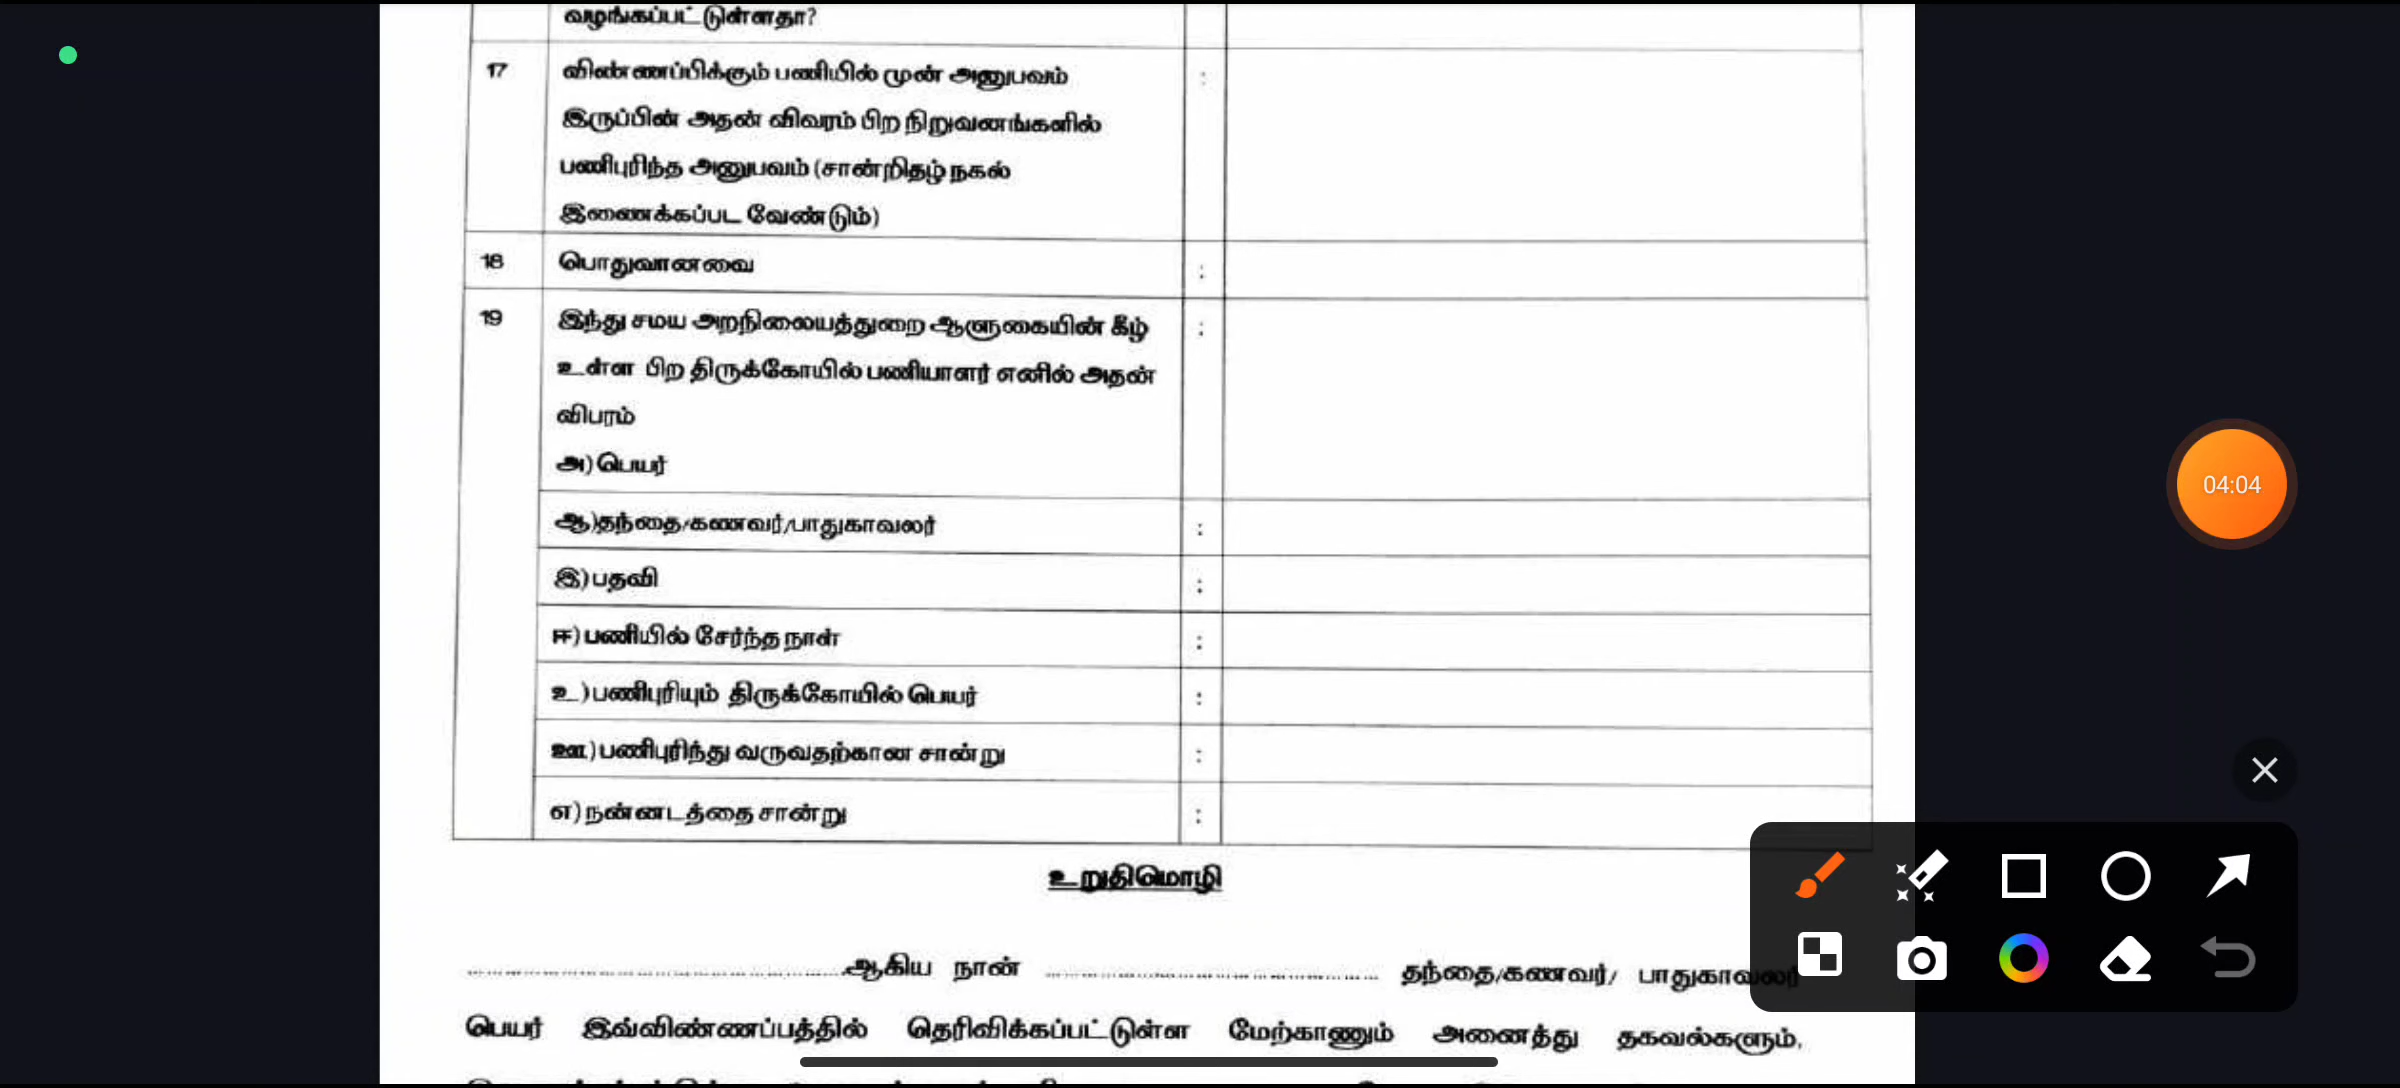 வழங்கப்பட்டுள்ளதா?
17 விண்ணப்பிக்கும் பணியில் முன் அனுபவம் :
இருப்பின் அதன் விவரம் பிற நிறுவனங்களில்
பணிபுரிந்த அனுபவம் (சான்றிதழ் நகல்
இணைக்கப்பட வேண்டும்)
18 பொதுவானவை :
19 இந்து சமய அறநிலையத்துறை ஆளுகையின் கீழ் :
உள்ள பிற திருக்கோயில் பணியாளர் எனில் அதன்
விபரம்
அ) பெயர்
ஆ)தந்தை/கணவர்/பாதுகாவலர் :
இ) பதவி :
ஈ) பணியில் சேர்ந்த நாள் :
உ) பணிபுரியும் திருக்கோயில் பெயர் :
ஊ) பணிபுரிந்து வருவதற்கான சான்று :
எ) நன்னடத்தை சான்று :
உறுதிமொழி
ஆகிய நான் தந்தை/கணவர்/ பாதுகாவலர்
பெயர் இவ்விண்ணப்பத்தில் தெரிவிக்கப்பட்டுள்ள மேற்காணும் அனைத்து தகவல்களும்,
04:04